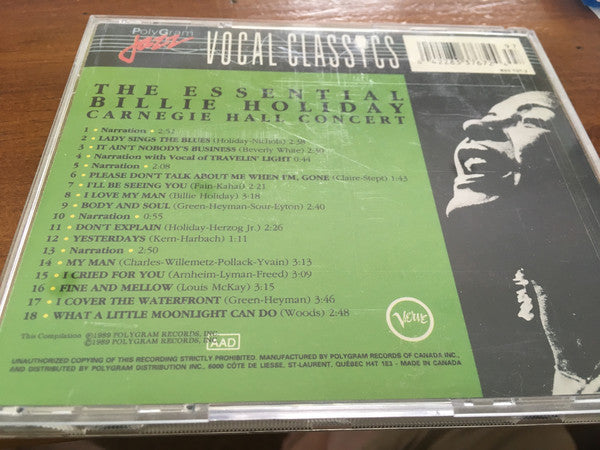 PolyGram
Jazz
VOCAL CLASSICS
THE ESSENTIAL
BILLIE HOLIDAY
CARNEGIE HALL CONCERT
1 • Narration • 2:52
2 • LADY SINGS THE BLUES (Holiday-Nichols) 2:38
3 • IT AIN'T NOBODY'S BUSINESS (Beverly White) 2:30
4 • Narration with Vocal of TRAVELIN' LIGHT 0:44
5 • Narration • 2:08
6 • PLEASE DON'T TALK ABOUT ME WHEN I'M, GONE (Claire-Stept) 1:43
7 • I'LL BE SEEING YOU (Fain-Kahal) 2:21
8 • I LOVE MY MAN (Billie Holiday) 3:18
9 • BODY AND SOUL (Green-Heyman-Sour-Eyton) 2:40
10 • Narration • 0:55
11 • DON'T EXPLAIN (Holiday-Herzog Jr.) 2:26
12 • YESTERDAYS (Kern-Harbach) 1:11
13 • Narration • 2:50
14 • MY MAN (Charles-Willemetz-Pollack-Yvain) 3:13
15 • I CRIED FOR YOU (Arnheim-Lyman-Freed) 3:09
16 • FINE AND MELLOW (Louis McKay) 3:15
17 • I COVER THE WATERFRONT (Green-Heyman) 3:46
18 • WHAT A LITTLE MOONLIGHT CAN DO (Woods) 2:48
VERVE
This Compilation ©1989 POLYGRAM RECORDS, INC.
℗1989 POLYGRAM RECORDS, INC.
AAD
UNAUTHORIZED COPYING OF THIS RECORDING STRICTLY PROHIBITED. MANUFACTURED BY POLYGRAM RECORDS OF CANADA INC.,
AND DISTRIBUTED BY POLYGRAM DISTRIBUTION INC., 6000 CÔTE DE LIESSE, ST-LAURENT, QUÉBEC H4T 1E3 – MADE IN CANADA